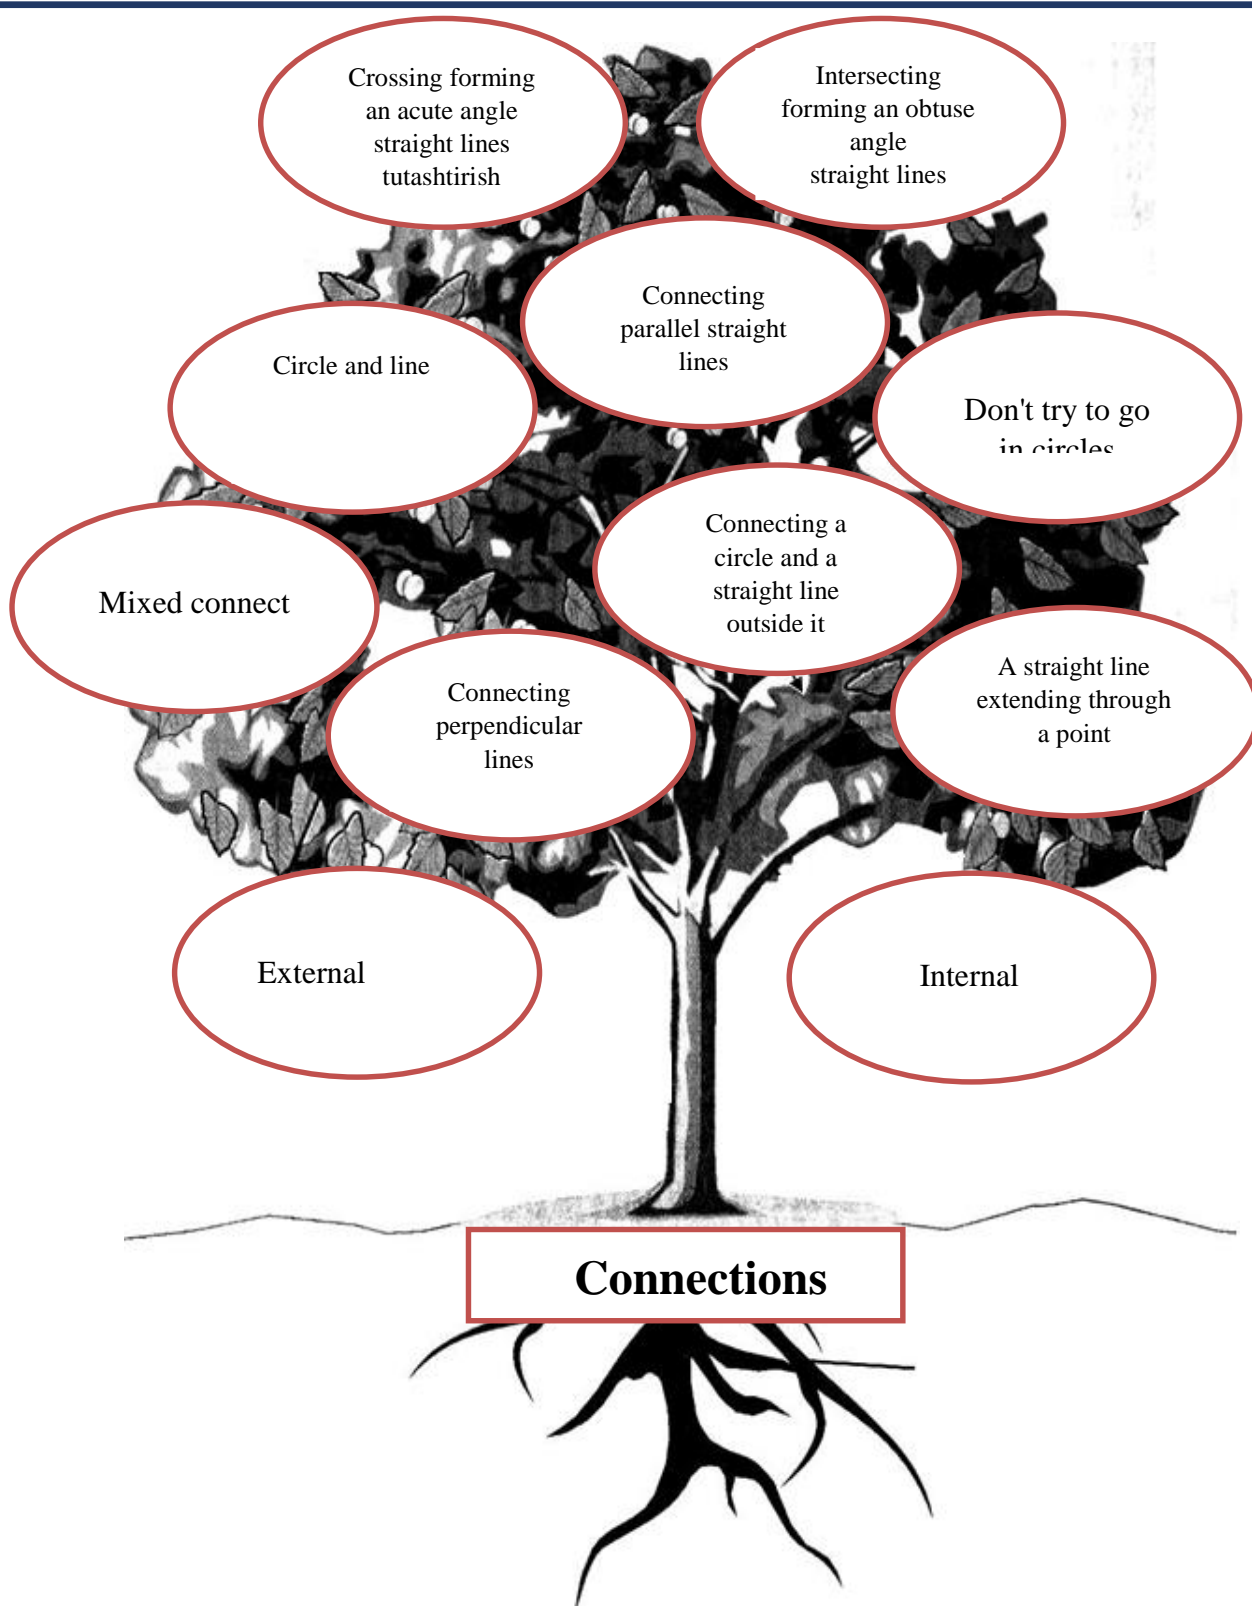 Crossing forming
an acute angle
straight lines
tutashtirish
Intersecting
forming an obtuse
angle
straight lines
Connecting
parallel straight
lines
Circle and line
Don't try to go
in circles
Connecting a
circle and a
straight line
outside it
Mixed connect
A straight line
extending through
a point
Connecting
perpendicular
lines
External
Internal
Connections